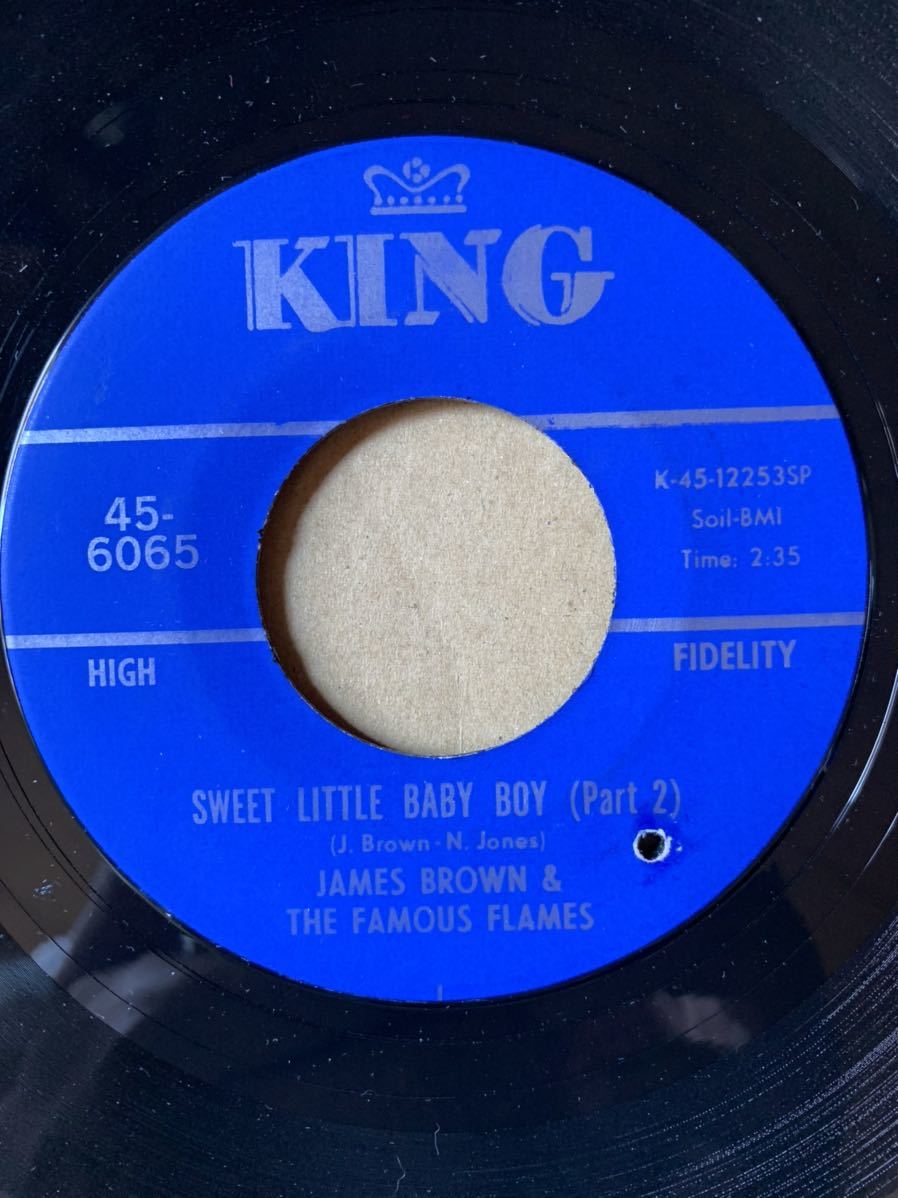 KING
45-
6065
K-45-12253SP
Soil-BMI
Time: 2:35
HIGH
FIDELITY
SWEET LITTLE BABY BOY (Part 2)
(J. Brown-N. Jones)
JAMES BROWN &
THE FAMOUS FLAMES